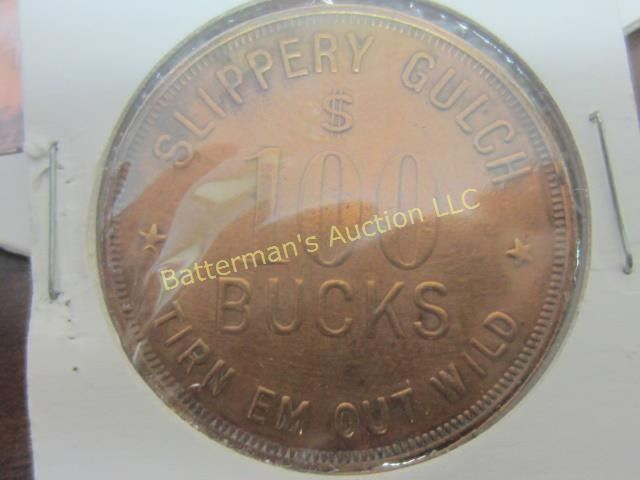 SLIPPERY GULCH
$
100
BUCKS
TIRN EM OUT WILD
Batterman's Auction LLC